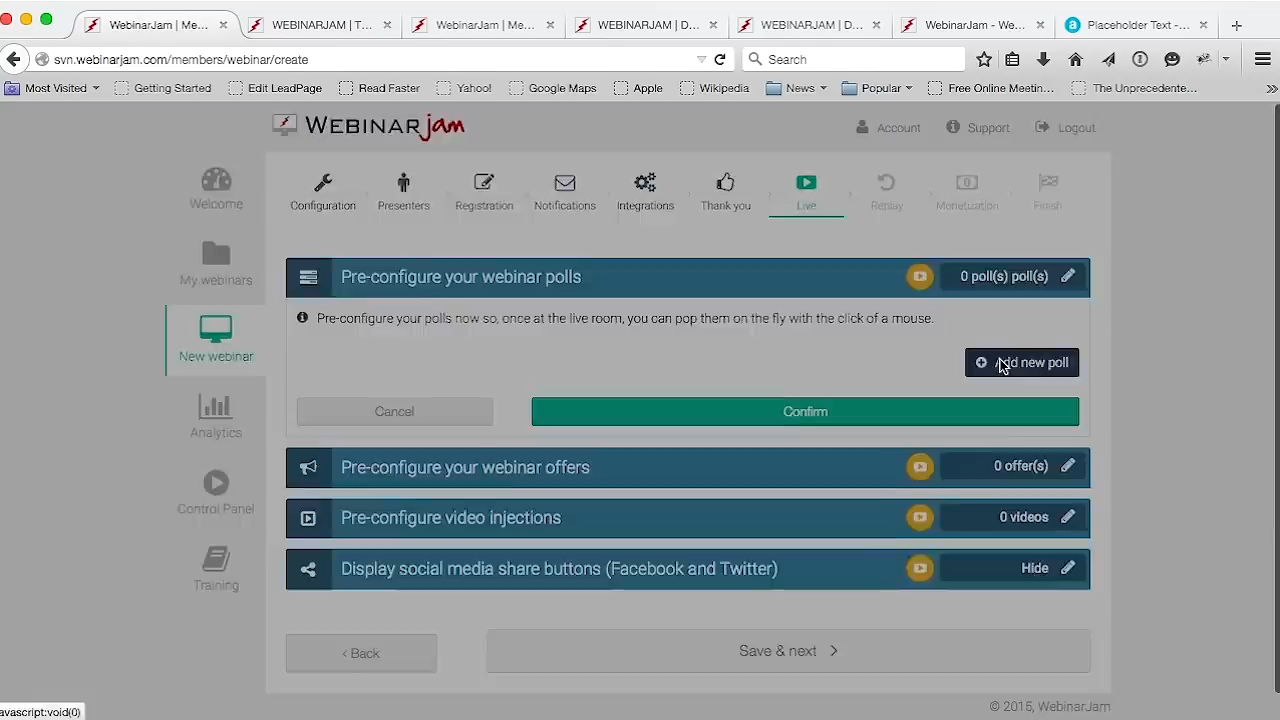 WebinarJam | Me...
WEBINARJAM | T...
WebinarJam | Me...
WEBINARJAM | D...
WEBINARJAM | D...
WebinarJam - We...
Placeholder Text -...
svn.webinarjam.com/members/webinar/create
Search
Most Visited
Getting Started
Edit LeadPage
Read Faster
Yahoo!
Google Maps
Apple
Wikipedia
News
Popular
Free Online Meetin...
The Unprecedente...
WEBINARjam
Account
Support
Logout
Welcome
My webinars
New webinar
Analytics
Control Panel
Training
Configuration
Presenters
Registration
Notifications
Integrations
Thank you
Live
Replay
Monetization
Finish
Pre-configure your webinar polls
0 poll(s) poll(s)
Pre-configure your polls now so, once at the live room, you can pop them on the fly with the click of a mouse.
Add new poll
Cancel
Confirm
Pre-configure your webinar offers
0 offer(s)
Pre-configure video injections
0 videos
Display social media share buttons (Facebook and Twitter)
Hide
‹ Back
Save & next
© 2015, WebinarJam
avascript:void(0)